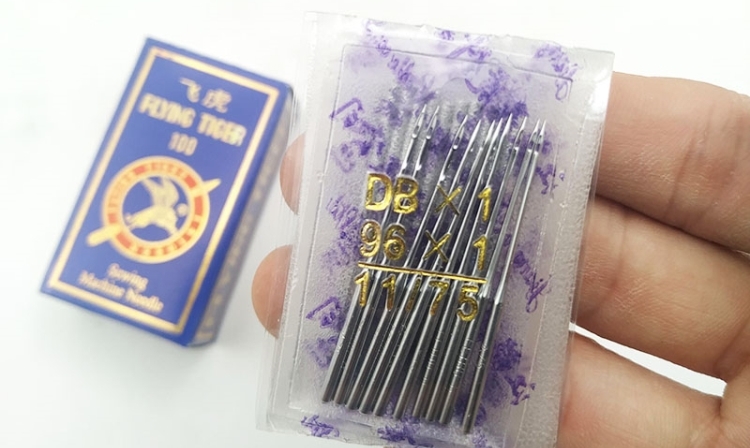 飞虎
FLYING TIGER
100
Sewing
Machine Needle
DB × 1
96 × 1
11/75